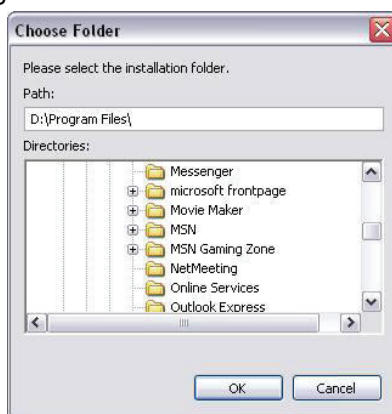 Choose Folder
Please select the installation folder.
Path:
D:\Program Files\
Directories:
Messenger
microsoft frontpage
Movie Maker
MSN
MSN Gaming Zone
NetMeeting
Online Services
Outlook Express
OK Cancel